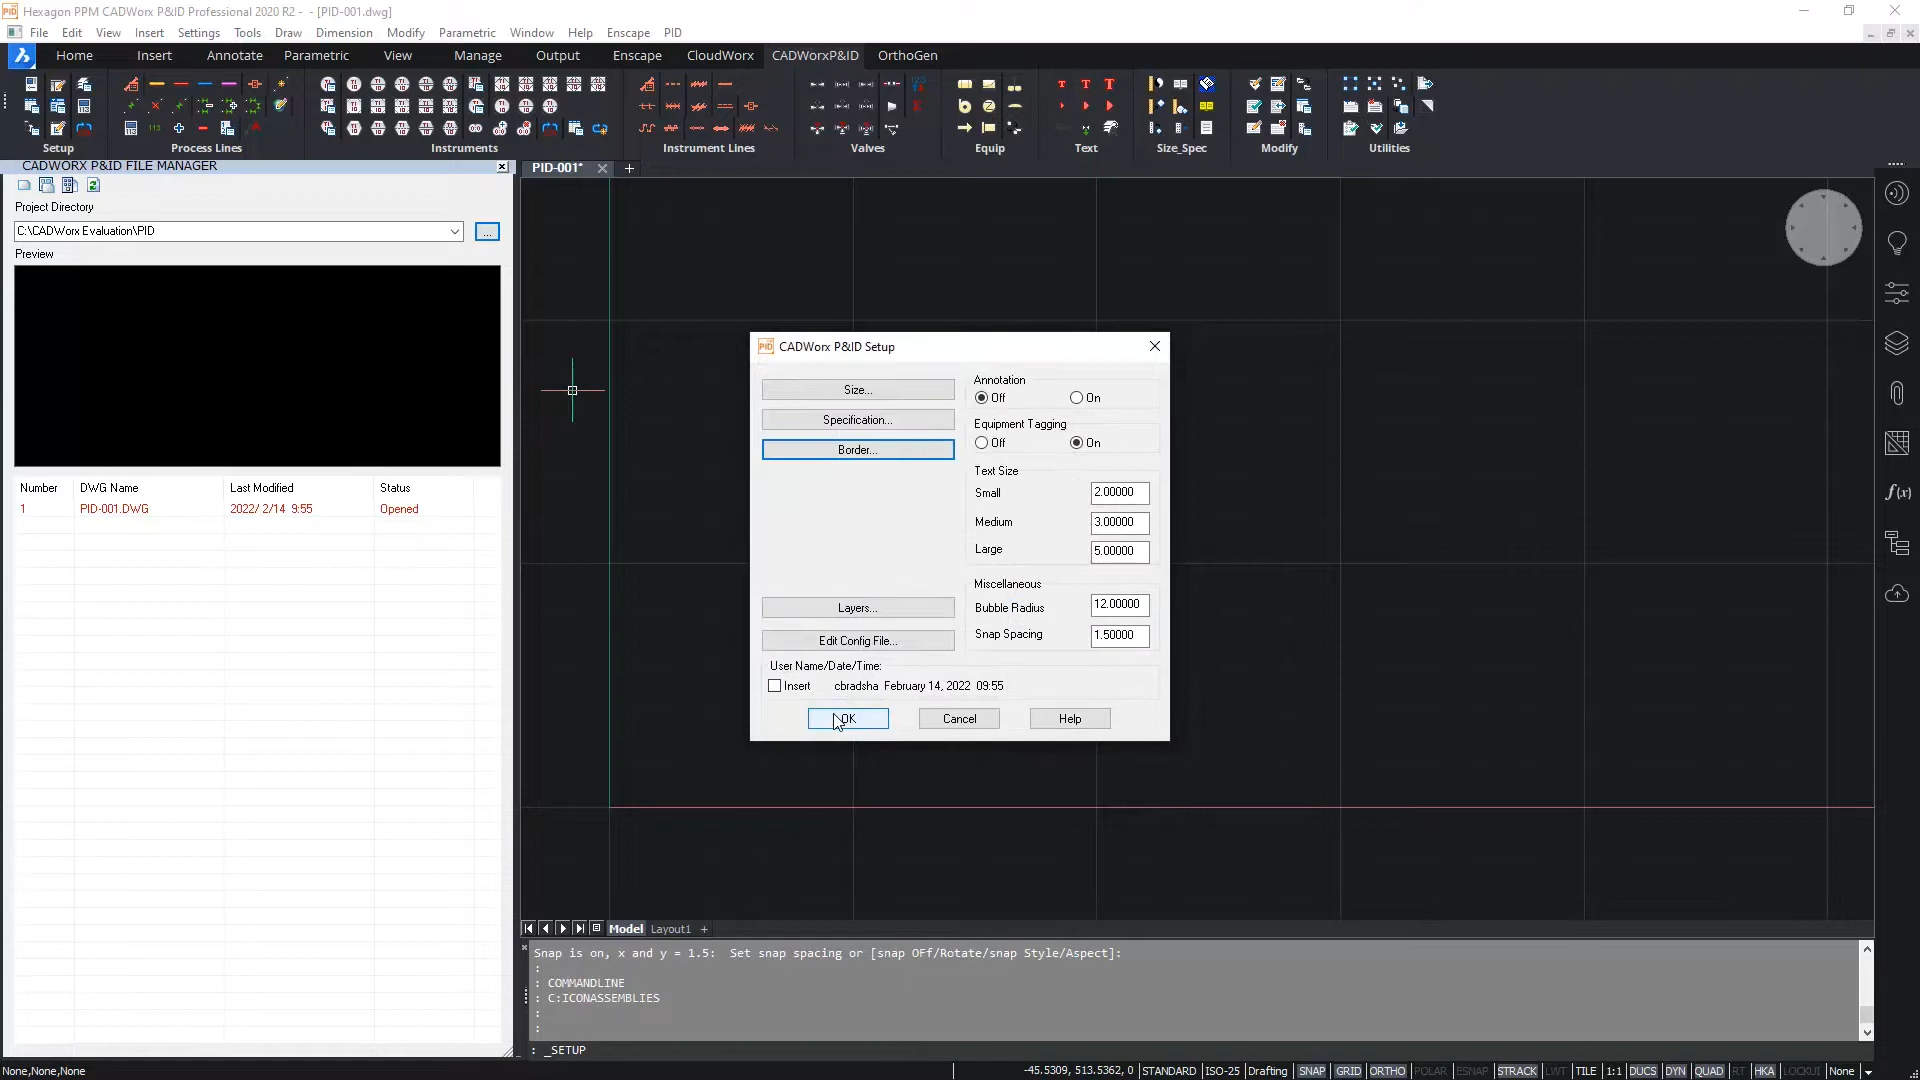 Hexagon PPM CADWorx P&ID Professional 2020 R2 - - [PID-001.dwg]
File Edit View Insert Settings Tools Draw Dimension Modify Parametric Window Help Enscape PID
Home Insert Annotate Parametric View Manage Output Enscape CloudWorx CADWorxP&ID OrthoGen
Setup Process Lines Instruments Instrument Lines Valves Equip Text Size_Spec Modify Utilities
CADWORX P&ID FILE MANAGER
PID-001*
Project Directory
C:\CADWorx Evaluation\PID
...
Preview
Number DWG Name Last Modified Status
1 PID-001.DWG 2022/ 2/14 9:55 Opened
CADWorx P&ID Setup
Size...
Specification...
Border...
Layers...
Edit Config File...
Annotation
Off On
Equipment Tagging
Off On
Text Size
Small 2.00000
Medium 3.00000
Large 5.00000
Miscellaneous
Bubble Radius 12.00000
Snap Spacing 1.50000
User Name/Date/Time:
Insert cbradsha February 14, 2022 09:55
OK Cancel Help
f(x)
Model Layout1 +
Snap is on, x and y = 1.5: Set snap spacing or [snap OFf/Rotate/snap Style/Aspect]:
:
: COMMANDLINE
: C:ICONASSEMBLIES
:
:
: _SETUP
None,None,None
-45.5309, 513.5362, 0 STANDARD ISO-25 Drafting SNAP GRID ORTHO POLAR ESNAP STRACK LWT TILE 1:1 DUCS DYN QUAD RT HKA LOCKUI None